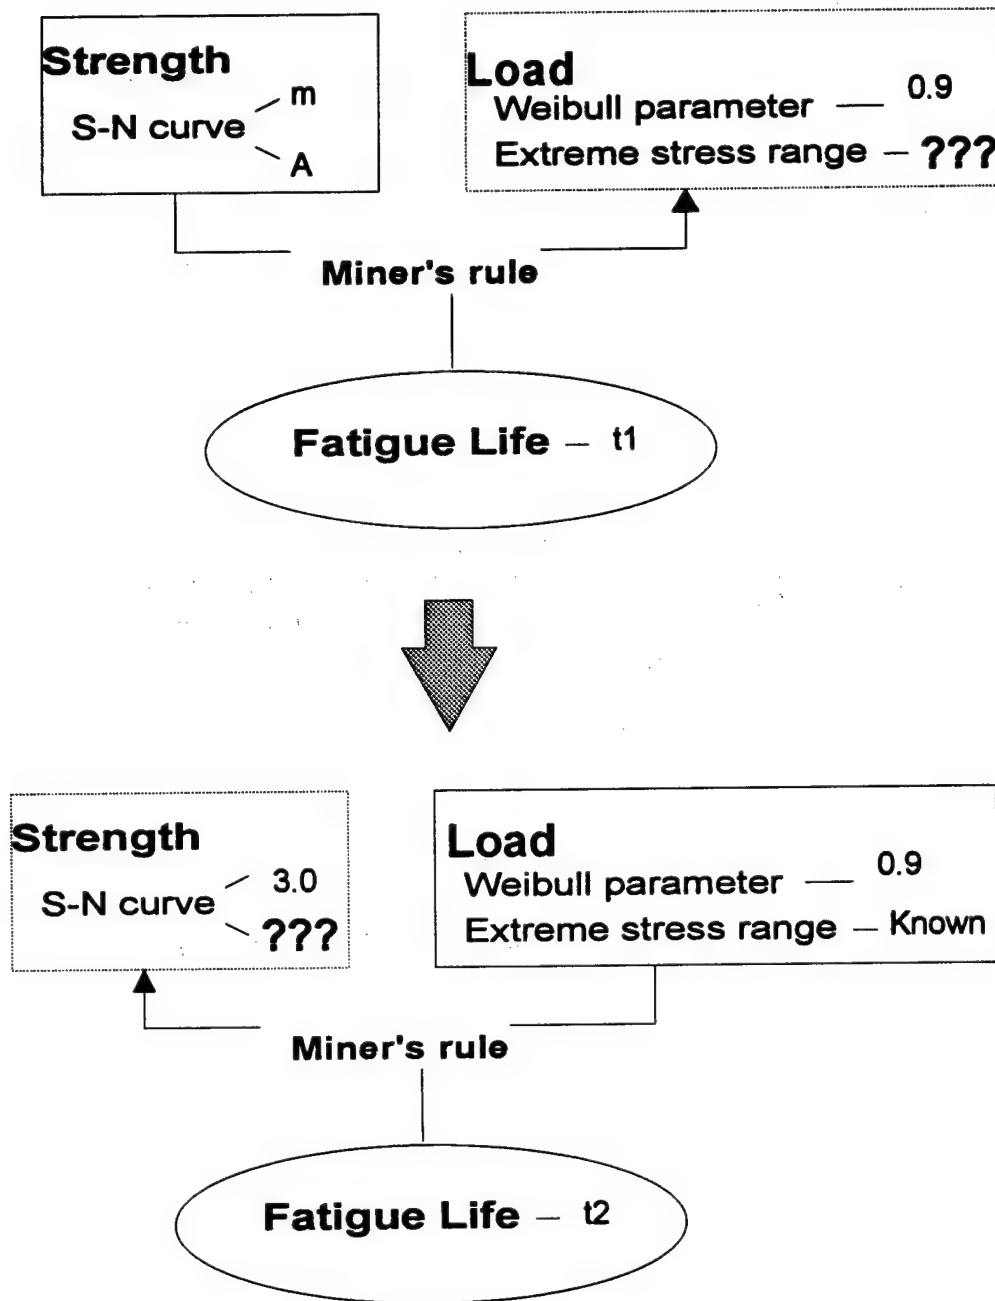 Strength
S-N curve
m
A
Load
Weibull parameter — 0.9
Extreme stress range – ???
Miner's rule
Fatigue Life – t1
Strength
S-N curve
3.0
???
Load
Weibull parameter — 0.9
Extreme stress range – Known
Miner's rule
Fatigue Life – t2